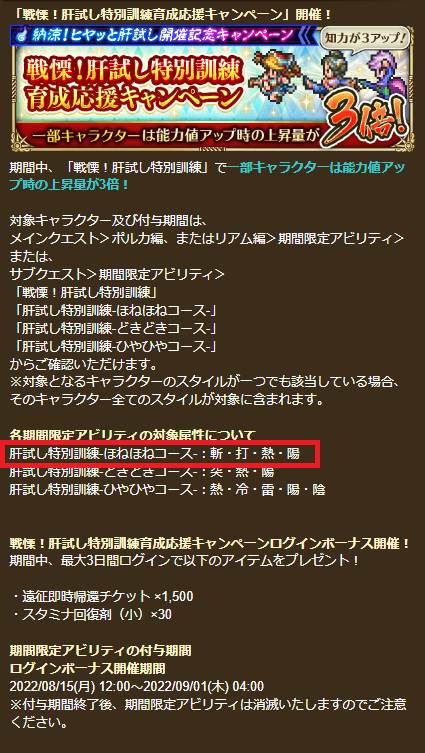 「戦慄！肝試し特別訓練育成応援キャンペーン」開催！
納涼！ヒヤッと肝試し開催記念キャンペーン
知力が3アップ！
戦慄！肝試し特別訓練
育成応援キャンペーン
一部キャラクターは能力値アップ時の上昇量が
3倍！
期間中、「戦慄！肝試し特別訓練」で一部キャラクターは能力値アッ
プ時の上昇量が3倍！
対象キャラクター及び付与期間は、
メインクエスト＞ポルカ編、またはリアム編＞期間限定アビリティ＞
または、
サブクエスト＞期間限定アビリティ＞
「戦慄！肝試し特別訓練」
「肝試し特別訓練-ほねほねコース-」
「肝試し特別訓練-どきどきコース-」
「肝試し特別訓練-ひやひやコース-」
からご確認いただけます。
※対象となるキャラクターのスタイルが一つでも該当している場合、
そのキャラクター全てのスタイルが対象に含まれます。
各期間限定アビリティの対象属性について
肝試し特別訓練-ほねほねコース-：斬・打・熱・陽
肝試し特別訓練-どきどきコース-：突・熱・陽
肝試し特別訓練-ひやひやコース-：熱・冷・雷・陽・陰
戦慄！肝試し特別訓練育成応援キャンペーンログインボーナス開催！
期間中、最大3日間ログインで以下のアイテムをプレゼント！
・遠征即時帰還チケット ×1,500
・スタミナ回復剤（小）×30
期間限定アビリティの付与期間
ログインボーナス開催期間
2022/08/15(月) 12:00～2022/09/01(木) 04:00
※付与期間終了後、期間限定アビリティは消滅いたしますのでご注意
ください。